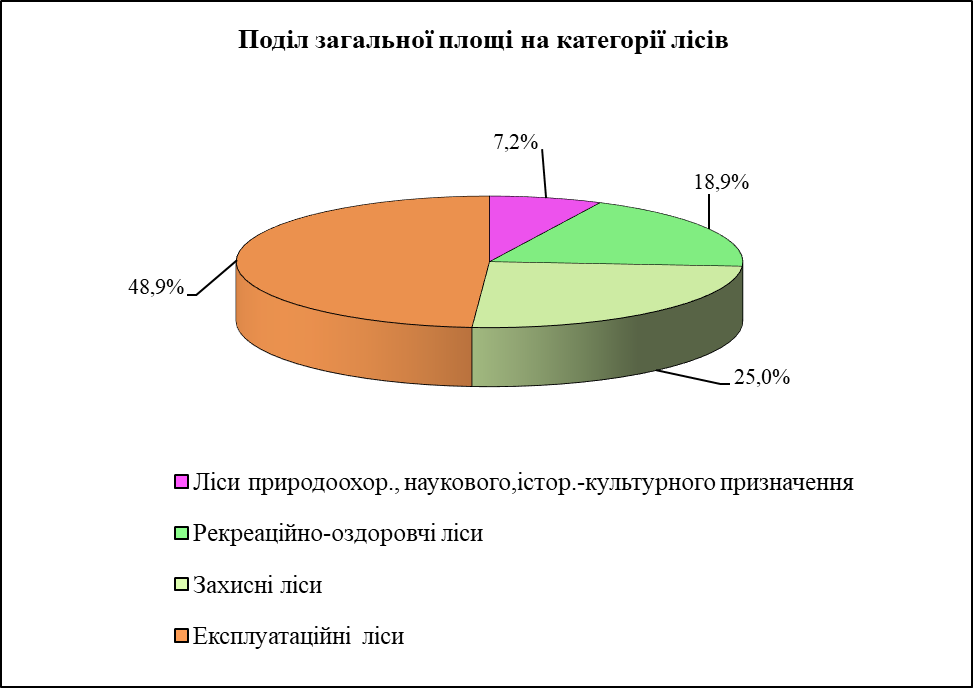 Поділ загальної площі на категорії лісів
7,2%
18,9%
48,9%
25,0%
Ліси природоохор., наукового,істор.-культурного призначення
Рекреаційно-оздоровчі ліси
Захисні ліси
Експлуатаційні ліси